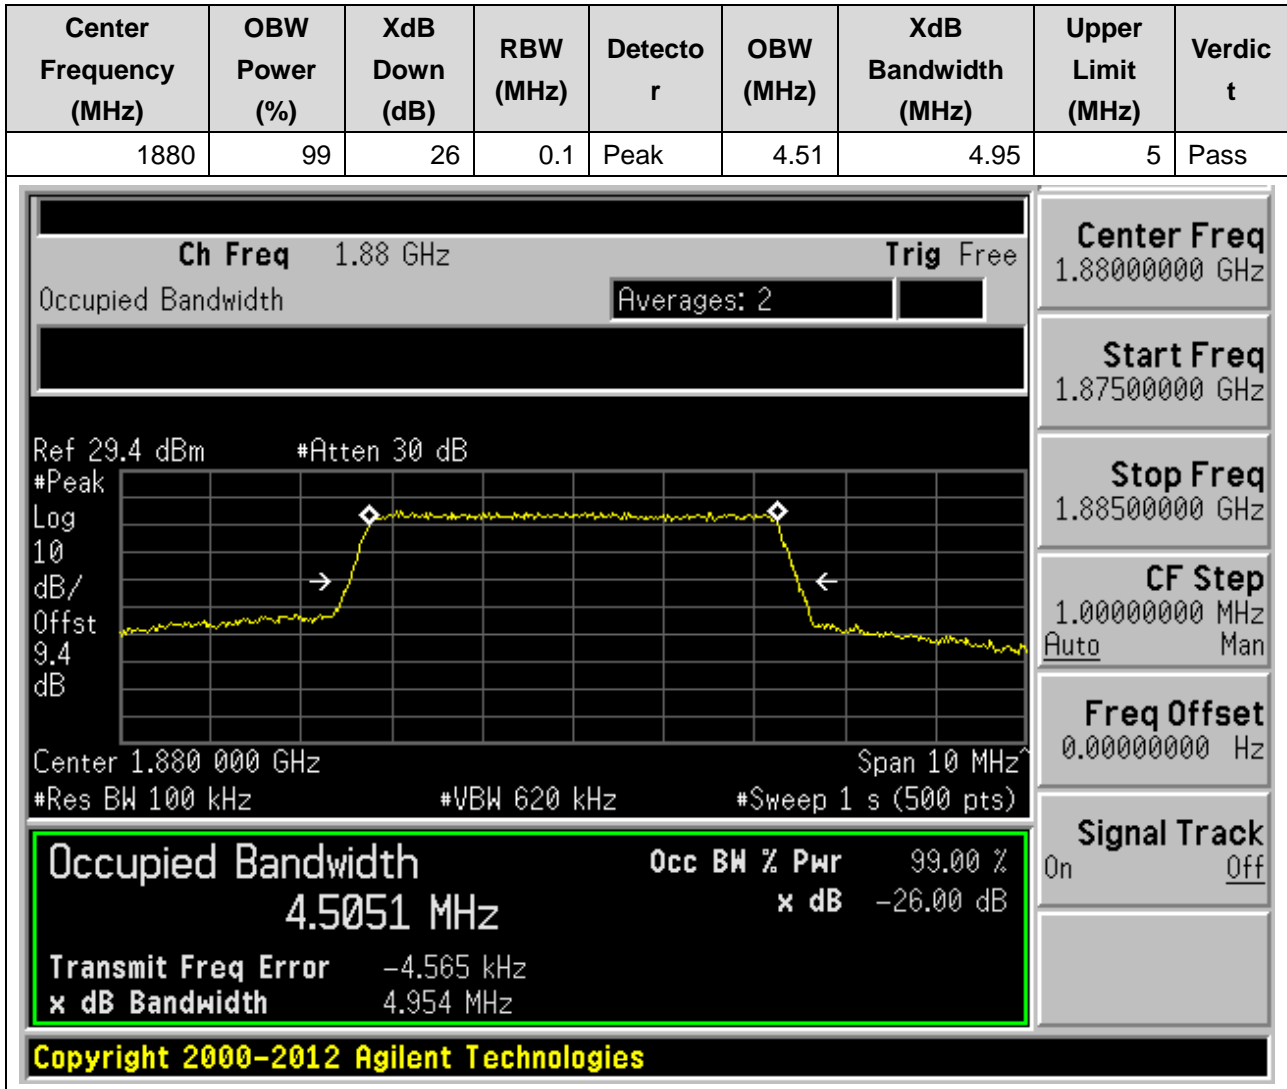 Center Frequency (MHz) OBW Power (%) XdB Down (dB) RBW (MHz) Detecto r OBW (MHz) XdB Bandwidth (MHz) Upper Limit (MHz) Verdic t
1880 99 26 0.1 Peak 4.51 4.95 5 Pass
Ch Freq 1.88 GHz Trig Free
Occupied Bandwidth Averages: 2
Ref 29.4 dBm #Atten 30 dB
#Peak
Log
10
dB/
Offst
9.4
dB
Center 1.880 000 GHz Span 10 MHz^
#Res BW 100 kHz #VBW 620 kHz #Sweep 1 s (500 pts)
Occupied Bandwidth Occ BW % Pwr 99.00 %
4.5051 MHz x dB -26.00 dB
Transmit Freq Error -4.565 kHz
x dB Bandwidth 4.954 MHz
Copyright 2000-2012 Agilent Technologies
Center Freq
1.88000000 GHz
Start Freq
1.87500000 GHz
Stop Freq
1.88500000 GHz
CF Step
1.00000000 MHz
Auto Man
Freq Offset
0.00000000 Hz
Signal Track
On Off